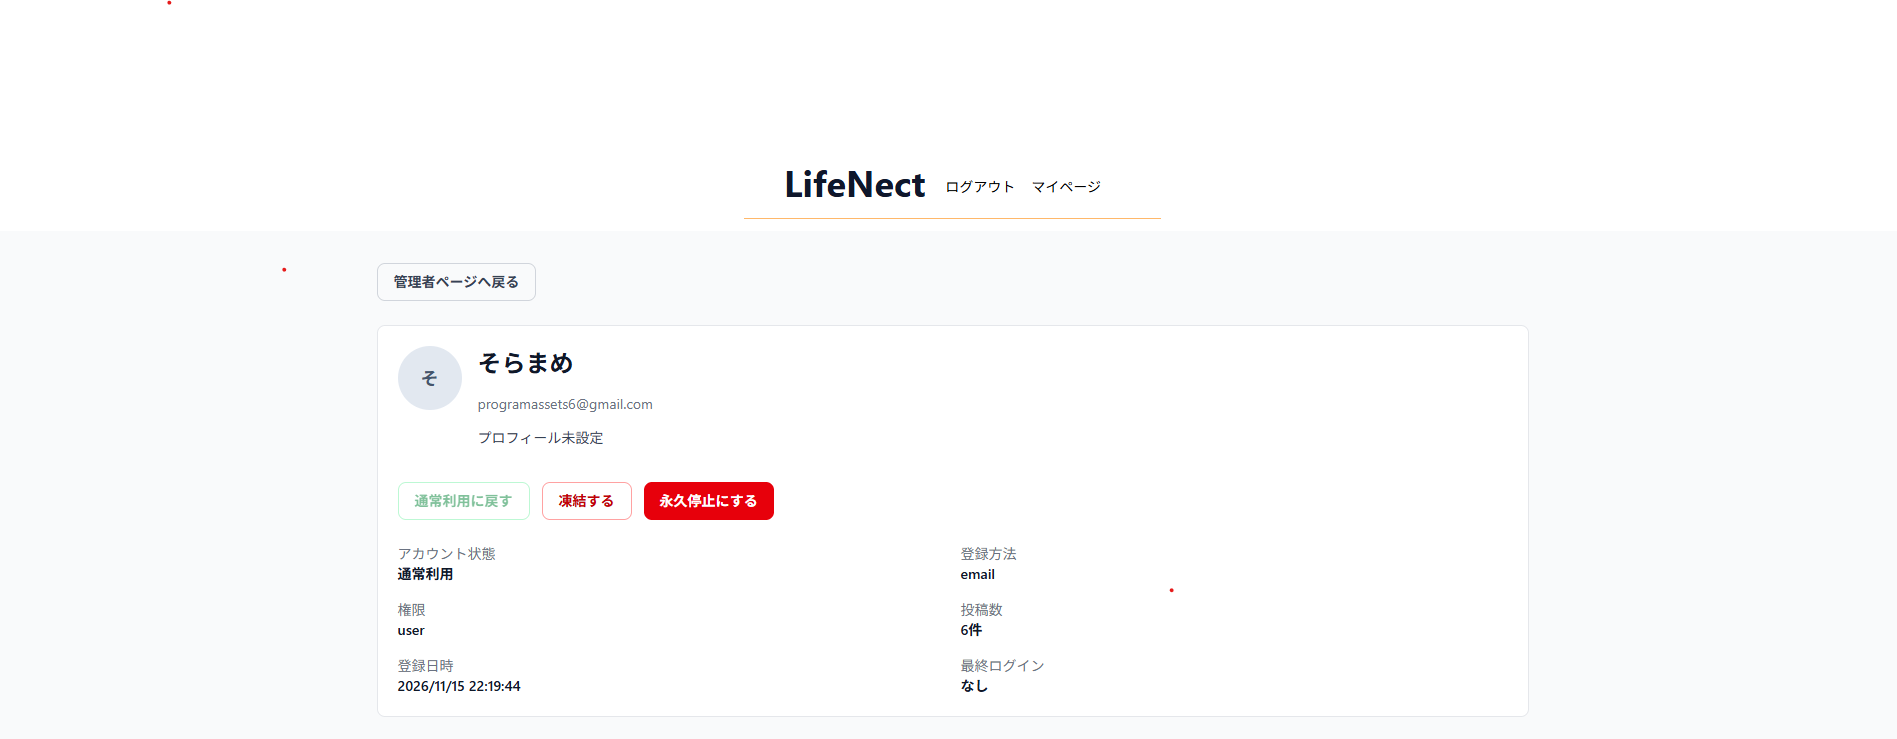 LifeNect ログアウト マイページ
管理者ページへ戻る
そ
そらまめ
programassets6@gmail.com
プロフィール未設定
通常利用に戻す 凍結する 永久停止にする
アカウント状態
通常利用
登録方法
email
権限
user
投稿数
6件
登録日時
2026/11/15 22:19:44
最終ログイン
なし